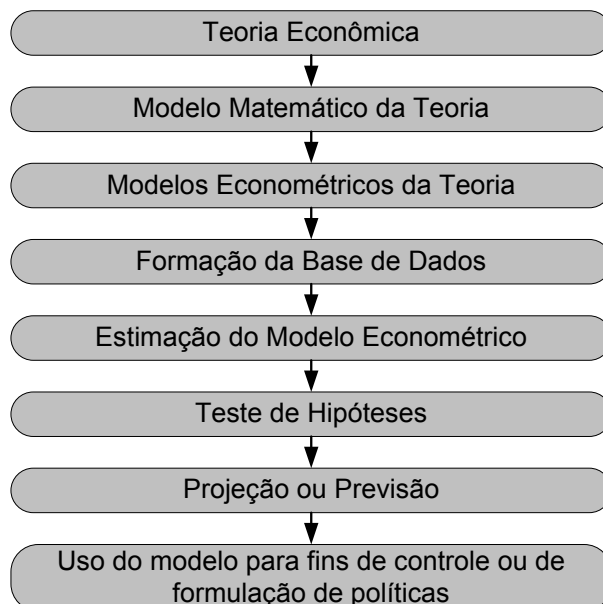 Teoria Econômica
Modelo Matemático da Teoria
Modelos Econométricos da Teoria
Formação da Base de Dados
Estimação do Modelo Econométrico
Teste de Hipóteses
Projeção ou Previsão
Uso do modelo para fins de controle ou de
formulação de políticas